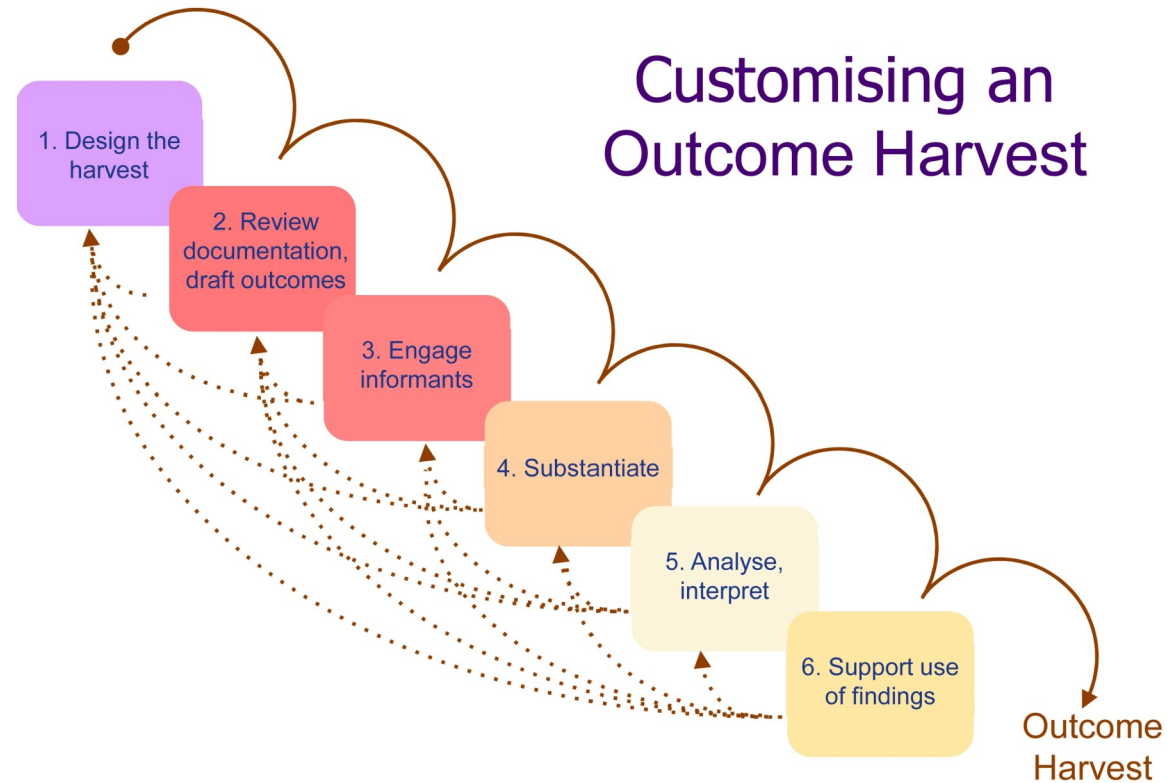 Customising an
Outcome Harvest
1. Design the
harvest
2. Review
documentation,
draft outcomes
3. Engage
informants
4. Substantiate
5. Analyse,
interpret
6. Support use
of findings
Outcome
Harvest